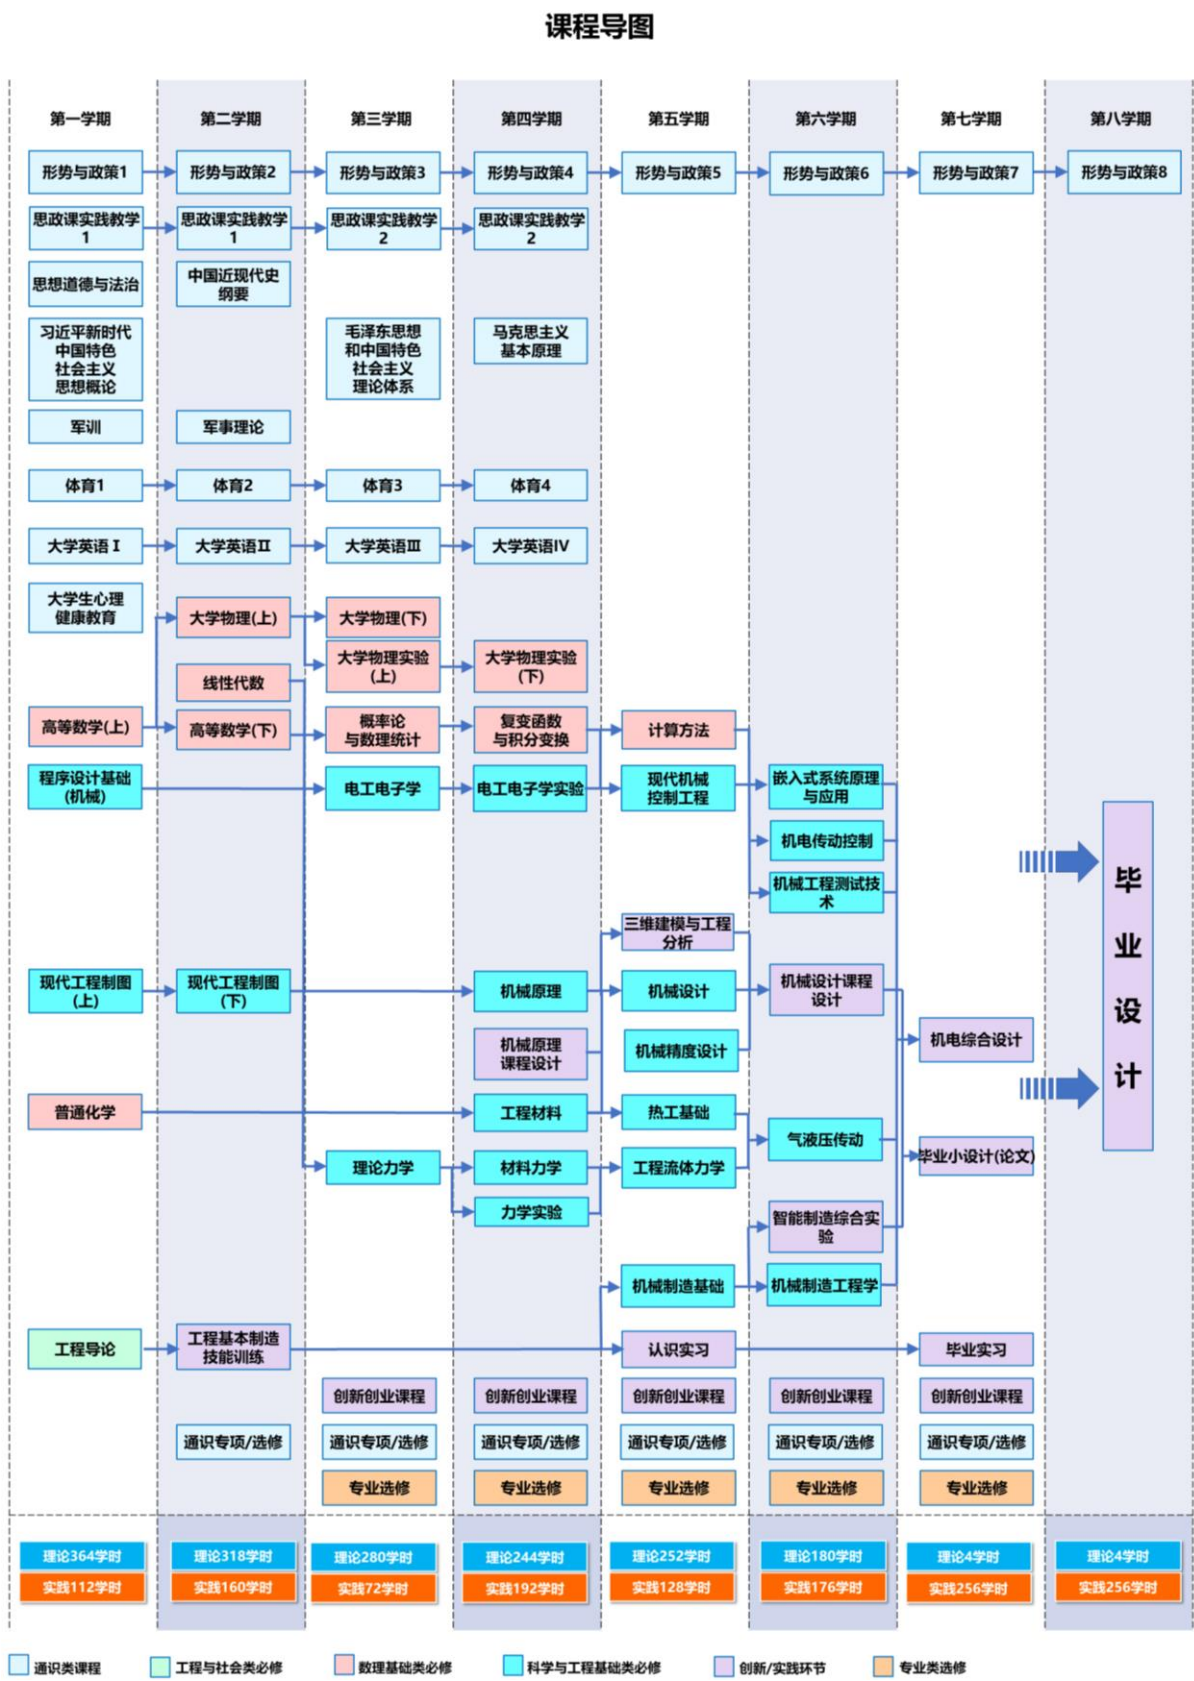 课程导图
第一学期
第二学期
第三学期
第四学期
第五学期
第六学期
第七学期
第八学期
形势与政策1
形势与政策2
形势与政策3
形势与政策4
形势与政策5
形势与政策6
形势与政策7
形势与政策8
思政课实践教学
1
思政课实践教学
1
思政课实践教学
2
思政课实践教学
2
思想道德与法治
中国近现代史
纲要
习近平新时代
中国特色
社会主义
思想概论
毛泽东思想
和中国特色
社会主义
理论体系
马克思主义
基本原理
军训
军事理论
体育1
体育2
体育3
体育4
大学英语Ⅰ
大学英语Ⅱ
大学英语Ⅲ
大学英语Ⅳ
大学生心理
健康教育
大学物理(上)
大学物理(下)
大学物理实验
(上)
大学物理实验
(下)
线性代数
高等数学(上)
高等数学(下)
概率论
与数理统计
复变函数
与积分变换
计算方法
程序设计基础
(机械)
电工电子学
电工电子学实验
现代机械
控制工程
嵌入式系统原理
与应用
机电传动控制
机械工程测试技
术
三维建模与工程
分析
现代工程制图
(上)
现代工程制图
(下)
机械原理
机械设计
机械设计课程
设计
机械原理
课程设计
机械精度设计
机电综合设计
普通化学
工程材料
热工基础
气液压传动
毕业小设计(论文)
理论力学
材料力学
工程流体力学
力学实验
智能制造综合实
验
机械制造基础
机械制造工程学
工程导论
工程基本制造
技能训练
认识实习
毕业实习
毕
业
设
计
创新创业课程
创新创业课程
创新创业课程
创新创业课程
创新创业课程
通识专项/选修
通识专项/选修
通识专项/选修
通识专项/选修
通识专项/选修
通识专项/选修
专业选修
专业选修
专业选修
专业选修
专业选修
理论364学时
理论318学时
理论280学时
理论244学时
理论252学时
理论180学时
理论4学时
理论4学时
实践112学时
实践160学时
实践72学时
实践192学时
实践128学时
实践176学时
实践256学时
实践256学时
通识类课程
工程与社会类必修
数理基础类必修
科学与工程基础类必修
创新/实践环节
专业类选修